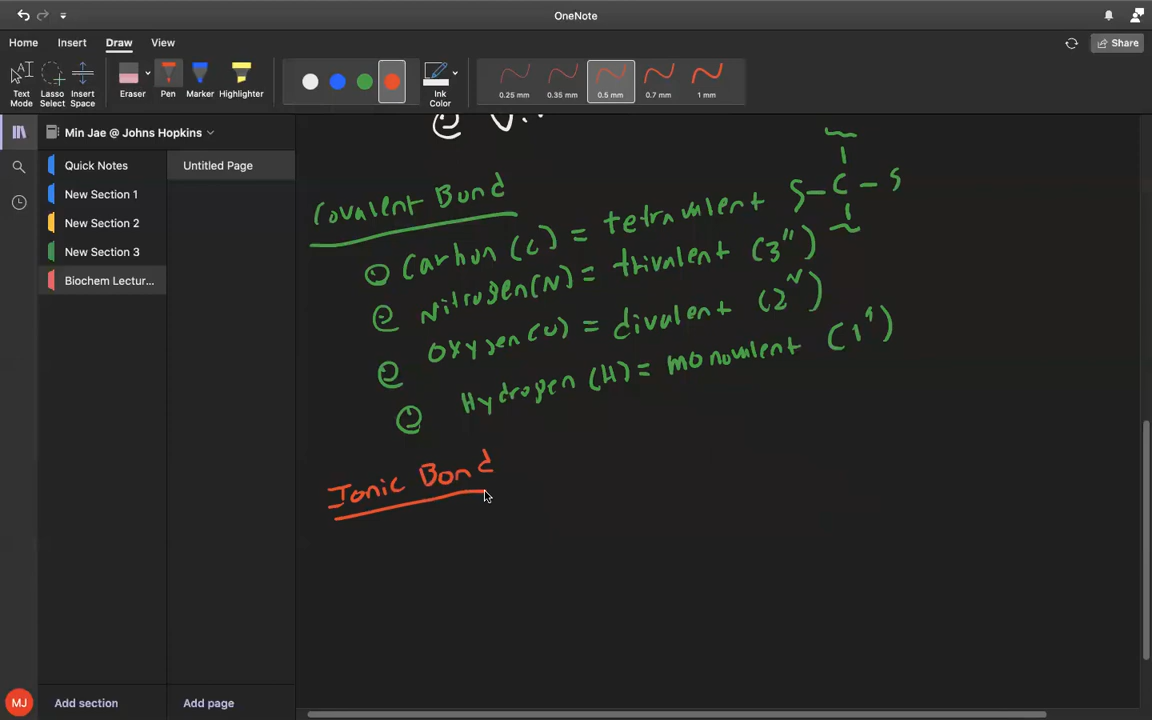 OneNote
Home Insert Draw View
Share
Text Mode
Lasso Select
Insert Space
Eraser
Pen
Marker
Highlighter
Ink Color
0.25 mm
0.35 mm
0.5 mm
0.7 mm
1 mm
Min Jae @ Johns Hopkins
Quick Notes
New Section 1
New Section 2
New Section 3
Biochem Lectur...
Untitled Page
Covalent Bond
Carbon (C) = tetravalent
S – C – S
Nitrogen (N) = trivalent (3")
Oxygen (O) = divalent (2")
Hydrogen (H) = monovalent (1")
Ionic Bond
MJ
Add section
Add page